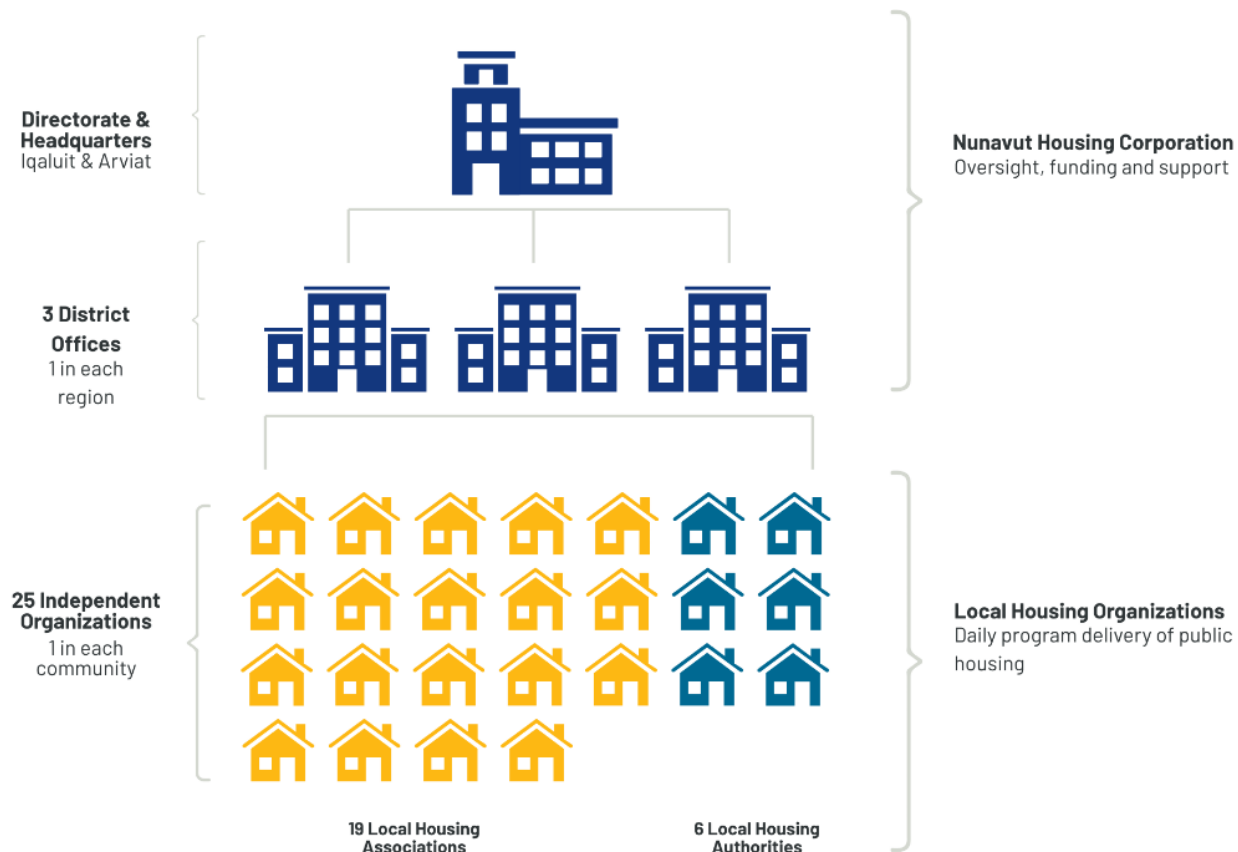 Directorate &
Headquarters
Iqaluit & Arviat
Nunavut Housing Corporation
Oversight, funding and support
3 District
Offices
1 in each
region
25 Independent
Organizations
1 in each
community
Local Housing Organizations
Daily program delivery of public
housing
19 Local Housing
Associations
6 Local Housing
Authorities